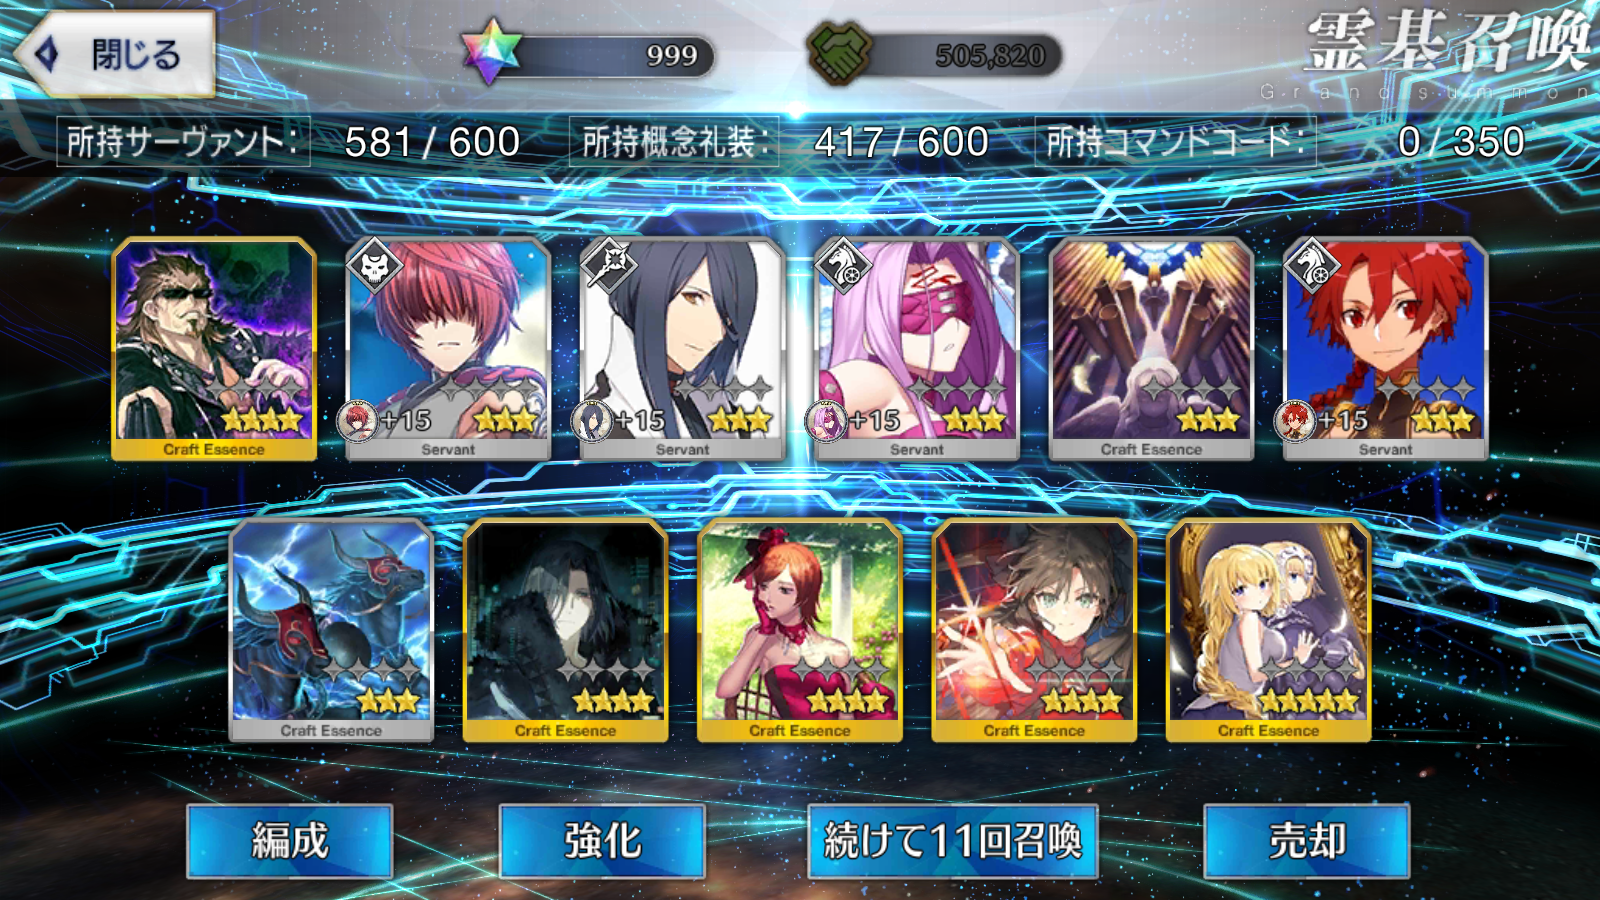 閉じる
999
505,820
霊基召喚
Grand summon
所持サーヴァント: 581 / 600
所持概念礼装: 417 / 600
所持コマンドコード: 0 / 350
Craft Essence
+15
Servant
+15
Servant
+15
Servant
Craft Essence
+15
Servant
Craft Essence
Craft Essence
Craft Essence
Craft Essence
Craft Essence
編成
強化
続けて11回召喚
売却